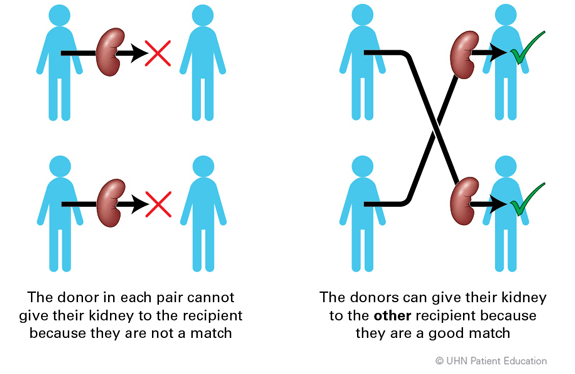 The donor in each pair cannot
give their kidney to the recipient
because they are not a match
The donors can give their kidney
to the other recipient because
they are a good match
© UHN Patient Education